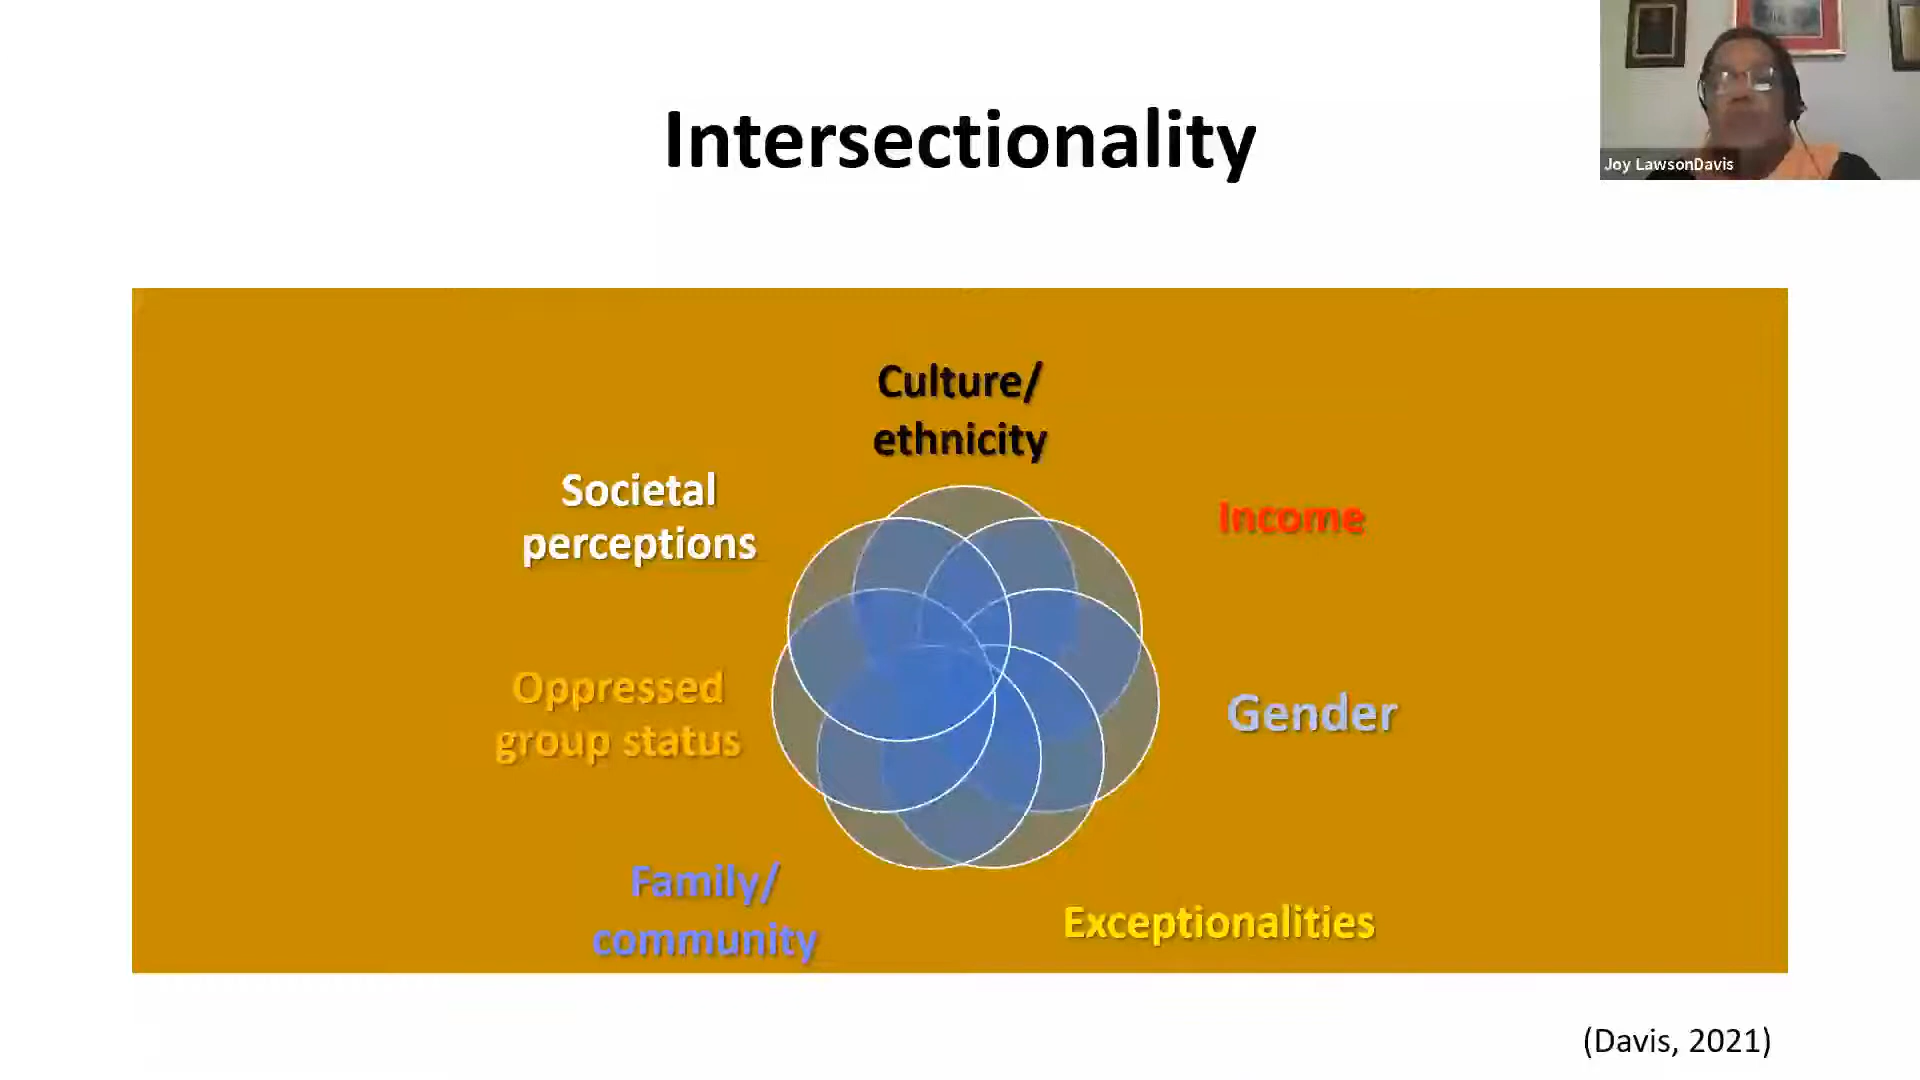 Intersectionality
Joy LawsonDavis
Culture/
ethnicity
Societal
perceptions
Income
Oppressed
group status
Gender
Family/
community
Exceptionalities
(Davis, 2021)